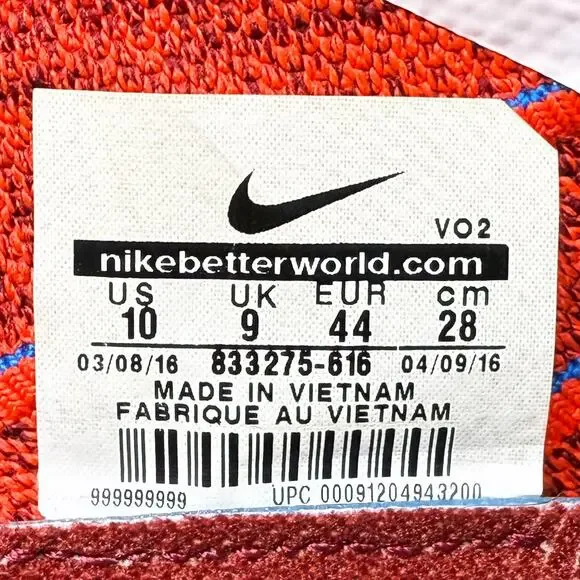 VO2
nikebetterworld.com
US UK EUR cm
10 9 44 28
03/08/16 833275-616 04/09/16
MADE IN VIETNAM
FABRIQUE AU VIETNAM
999999999 UPC 00091204943200